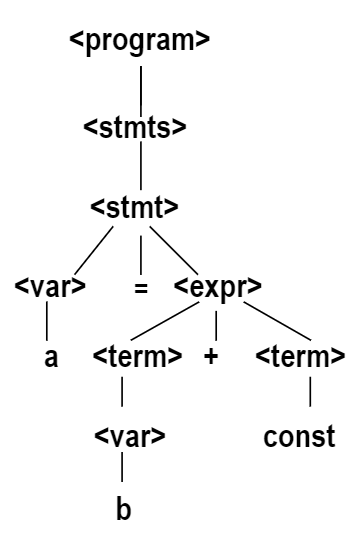 <program>
<stmts>
<stmt>
<var> = <expr>
a <term> + <term>
<var> const
b